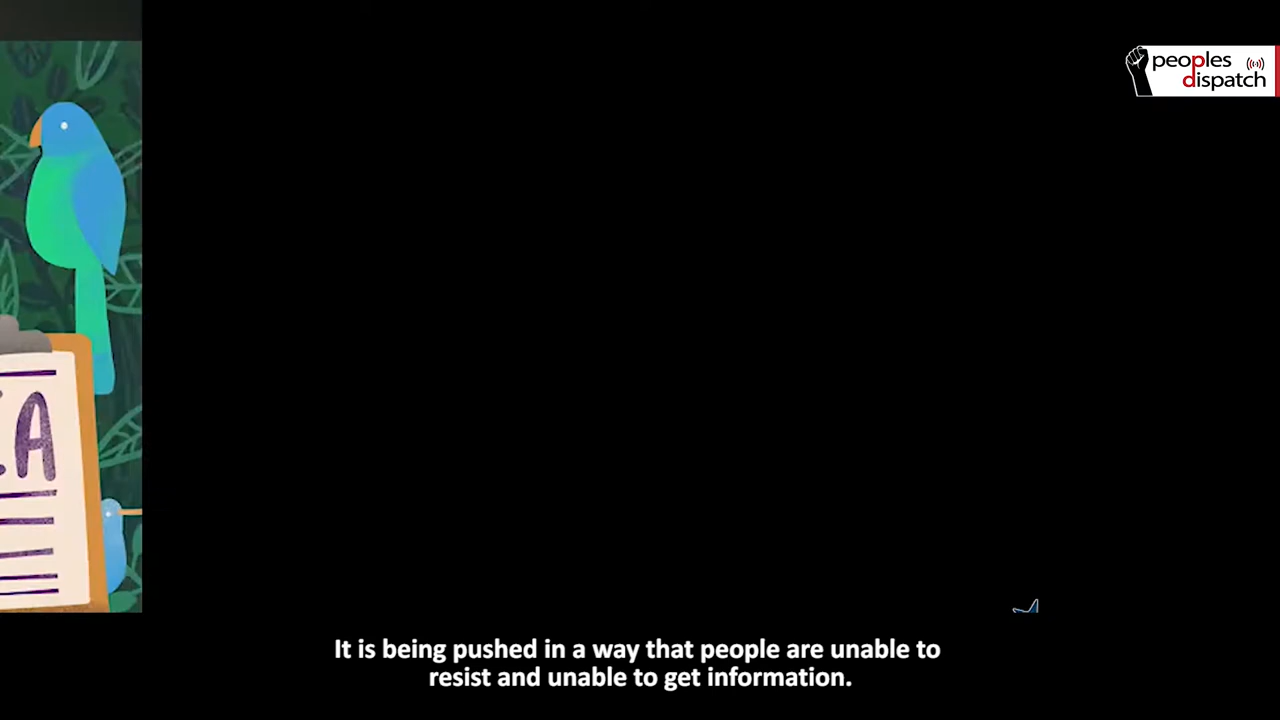 peoples
dispatch
A
It is being pushed in a way that people are unable to
resist and unable to get information.